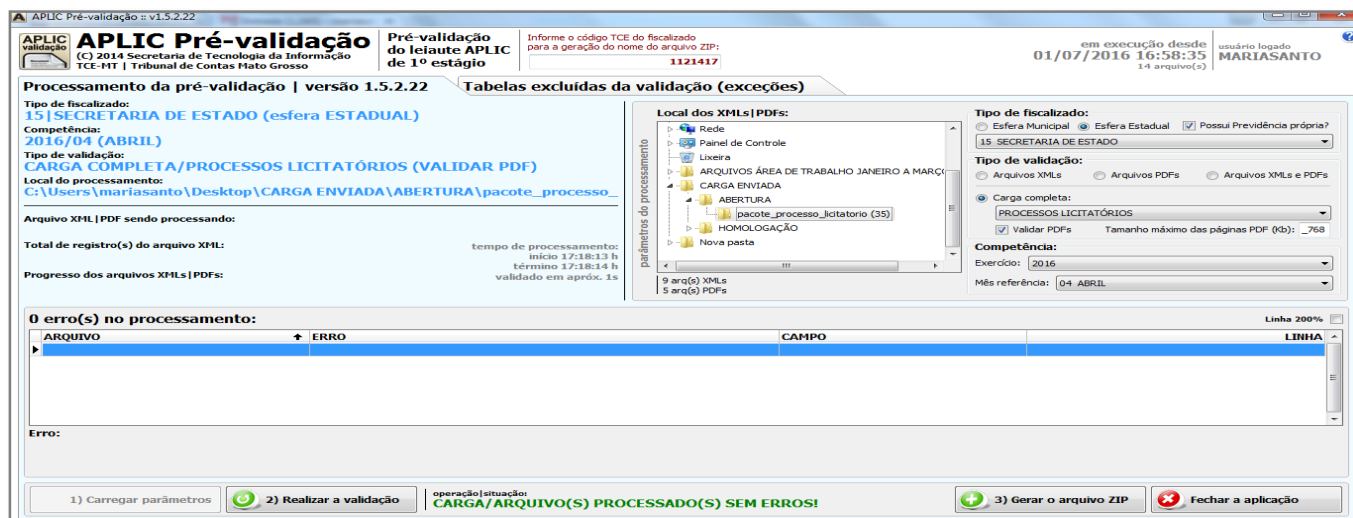 APLIC Pré-validação :: v1.5.2.22
APLIC
validação
APLIC Pré-validação
(C) 2014 Secretaria de Tecnologia da Informação
TCE-MT | Tribunal de Contas Mato Grosso
Pré-validação
do leiaute APLIC
de 1º estágio
Informe o código TCE do fiscalizado
para a geração do nome do arquivo ZIP:
1121417
em execução desde
01/07/2016 16:58:35
14 arquivo(s)
usuário logado
MARIASANTO
Processamento da pré-validação | versão 1.5.2.22
Tabelas excluídas da validação (exceções)
Tipo de fiscalizado:
15|SECRETARIA DE ESTADO (esfera ESTADUAL)
Competência:
2016/04 (ABRIL)
Tipo de validação:
CARGA COMPLETA/PROCESSOS LICITATÓRIOS (VALIDAR PDF)
Local do processamento:
C:\Users\mariasanto\Desktop\CARGA ENVIADA\ABERTURA\pacote_processo_
Arquivo XML|PDF sendo processando:
Total de registro(s) do arquivo XML:
tempo de processamento:
início 17:18:13 h
término 17:18:14 h
validado em apróx. 1s
Progresso dos arquivos XMLs|PDFs:
parâmetros do processamento
Local dos XMLs|PDFs:
Rede
Painel de Controle
Lixeira
ARQUIVOS ÁREA DE TRABALHO JANEIRO A MARÇ
CARGA ENVIADA
ABERTURA
pacote_processo_licitatorio (35)
HOMOLOGAÇÃO
Nova pasta
9 arq(s) XMLs
5 arq(s) PDFs
Tipo de fiscalizado:
Esfera Municipal Esfera Estadual Possui Previdência própria?
15 SECRETARIA DE ESTADO
Tipo de validação:
Arquivos XMLs Arquivos PDFs Arquivos XMLs e PDFs
Carga completa:
PROCESSOS LICITATÓRIOS
Validar PDFs Tamanho máximo das páginas PDF (Kb): _768
Competência:
Exercício: 2016
Mês referência: 04 ABRIL
0 erro(s) no processamento:
Linha 200%
ARQUIVO ERRO CAMPO LINHA
Erro:
1) Carregar parâmetros
2) Realizar a validação
operação|situação:
CARGA/ARQUIVO(S) PROCESSADO(S) SEM ERROS!
3) Gerar o arquivo ZIP
Fechar a aplicação